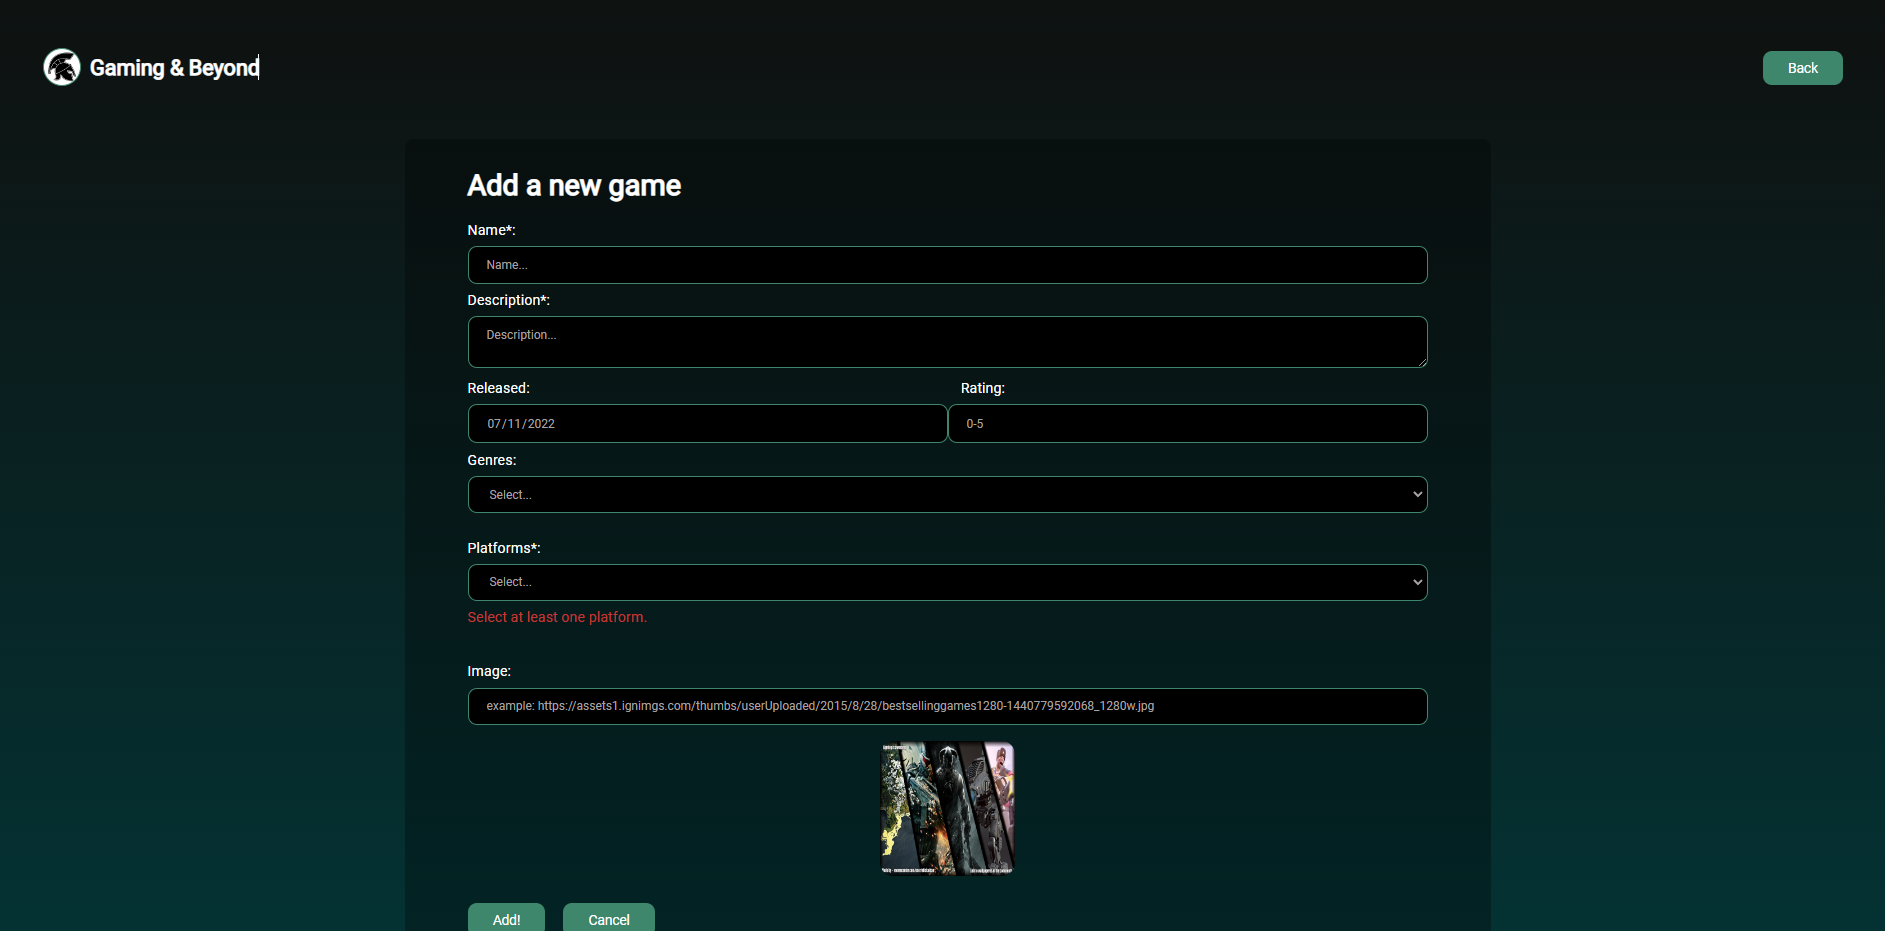 Gaming & Beyond
Back
Add a new game
Name*:
Name...
Description*:
Description...
Released:
Rating:
07/11/2022
0-5
Genres:
Select...
Platforms*:
Select...
Select at least one platform.
Image:
example: https://assets1.ignimgs.com/thumbs/userUploaded/2015/8/28/bestsellinggames1280-1440779592068_1280w.jpg
Add!
Cancel